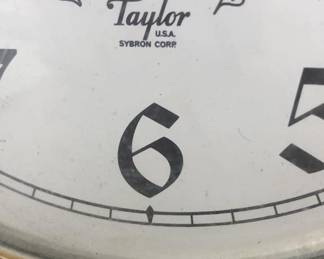 Taylor
U.S.A.
SYBRON CORP.
5
6